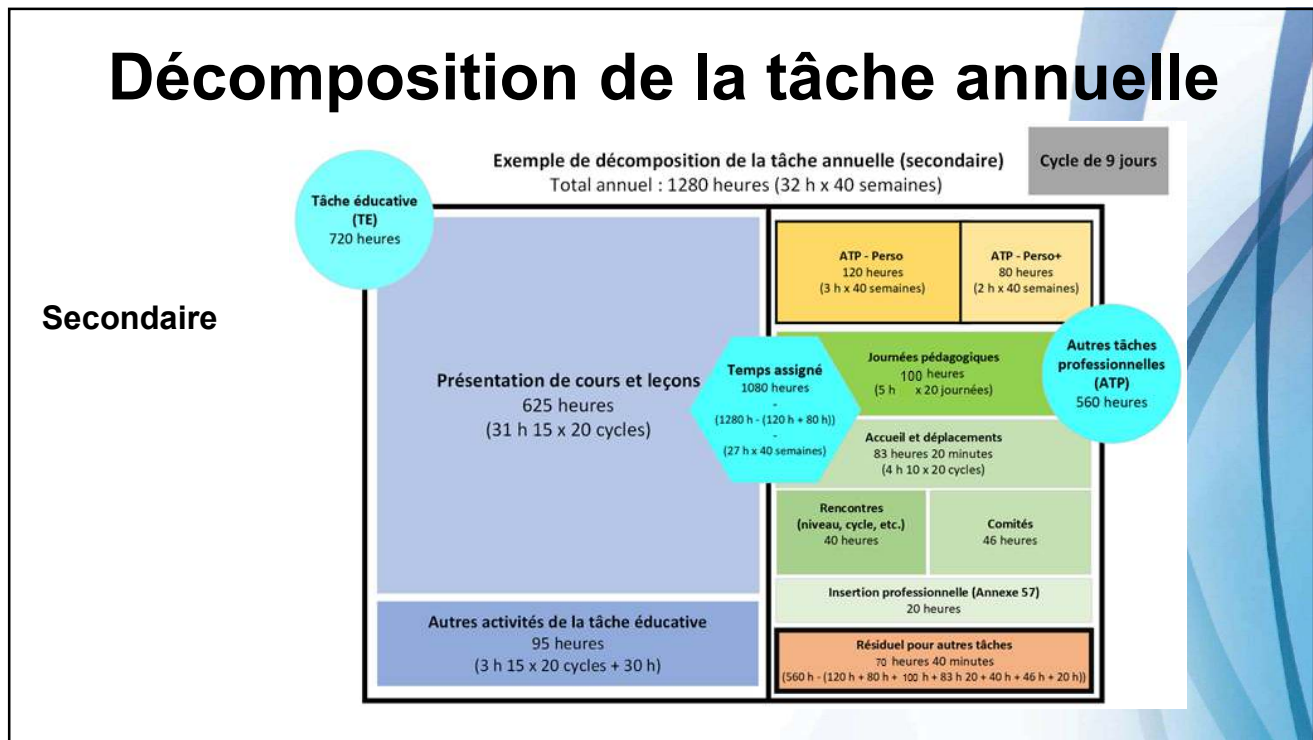 Décomposition de la tâche annuelle
Exemple de décomposition de la tâche annuelle (secondaire)
Total annuel : 1280 heures (32 h x 40 semaines)
Cycle de 9 jours
Tâche éducative
(TE)
720 heures
Secondaire
Présentation de cours et leçons
625 heures
(31 h 15 x 20 cycles)
Autres activités de la tâche éducative
95 heures
(3 h 15 x 20 cycles + 30 h)
Temps assigné
1080 heures
-
(1280 h - (120 h + 80 h))
-
(27 h x 40 semaines)
ATP - Perso
120 heures
(3 h x 40 semaines)
ATP - Perso+
80 heures
(2 h x 40 semaines)
Autres tâches
professionnelles
(ATP)
560 heures
Journées pédagogiques
100 heures
(5 h x 20 journées)
Accueil et déplacements
83 heures 20 minutes
(4 h 10 x 20 cycles)
Rencontres
(niveau, cycle, etc.)
40 heures
Comités
46 heures
Insertion professionnelle (Annexe 57)
20 heures
Résiduel pour autres tâches
70 heures 40 minutes
(560 h - (120 h + 80 h + 100 h + 83 h 20 + 40 h + 46 h + 20 h))